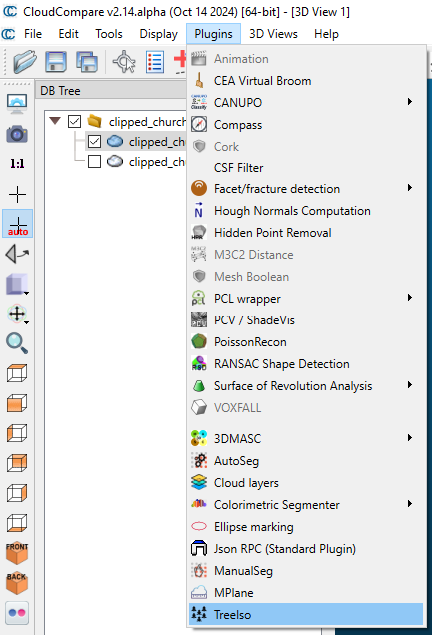 CloudCompare v2.14.alpha (Oct 14 2024) [64-bit] - [3D View 1]
File Edit Tools Display Plugins 3D Views Help
DB Tree
clipped_church
clipped_ch
clipped_ch
1:1
auto
FRONT
BACK
Animation
CEA Virtual Broom
CANUPO
Compass
Cork
CSF Filter
Facet/fracture detection
Hough Normals Computation
Hidden Point Removal
M3C2 Distance
Mesh Boolean
PCL wrapper
PCV / ShadeVis
PoissonRecon
RANSAC Shape Detection
Surface of Revolution Analysis
VOXFALL
3DMASC
AutoSeg
Cloud layers
Colorimetric Segmenter
Ellipse marking
Json RPC (Standard Plugin)
ManualSeg
MPlane
TreeIso